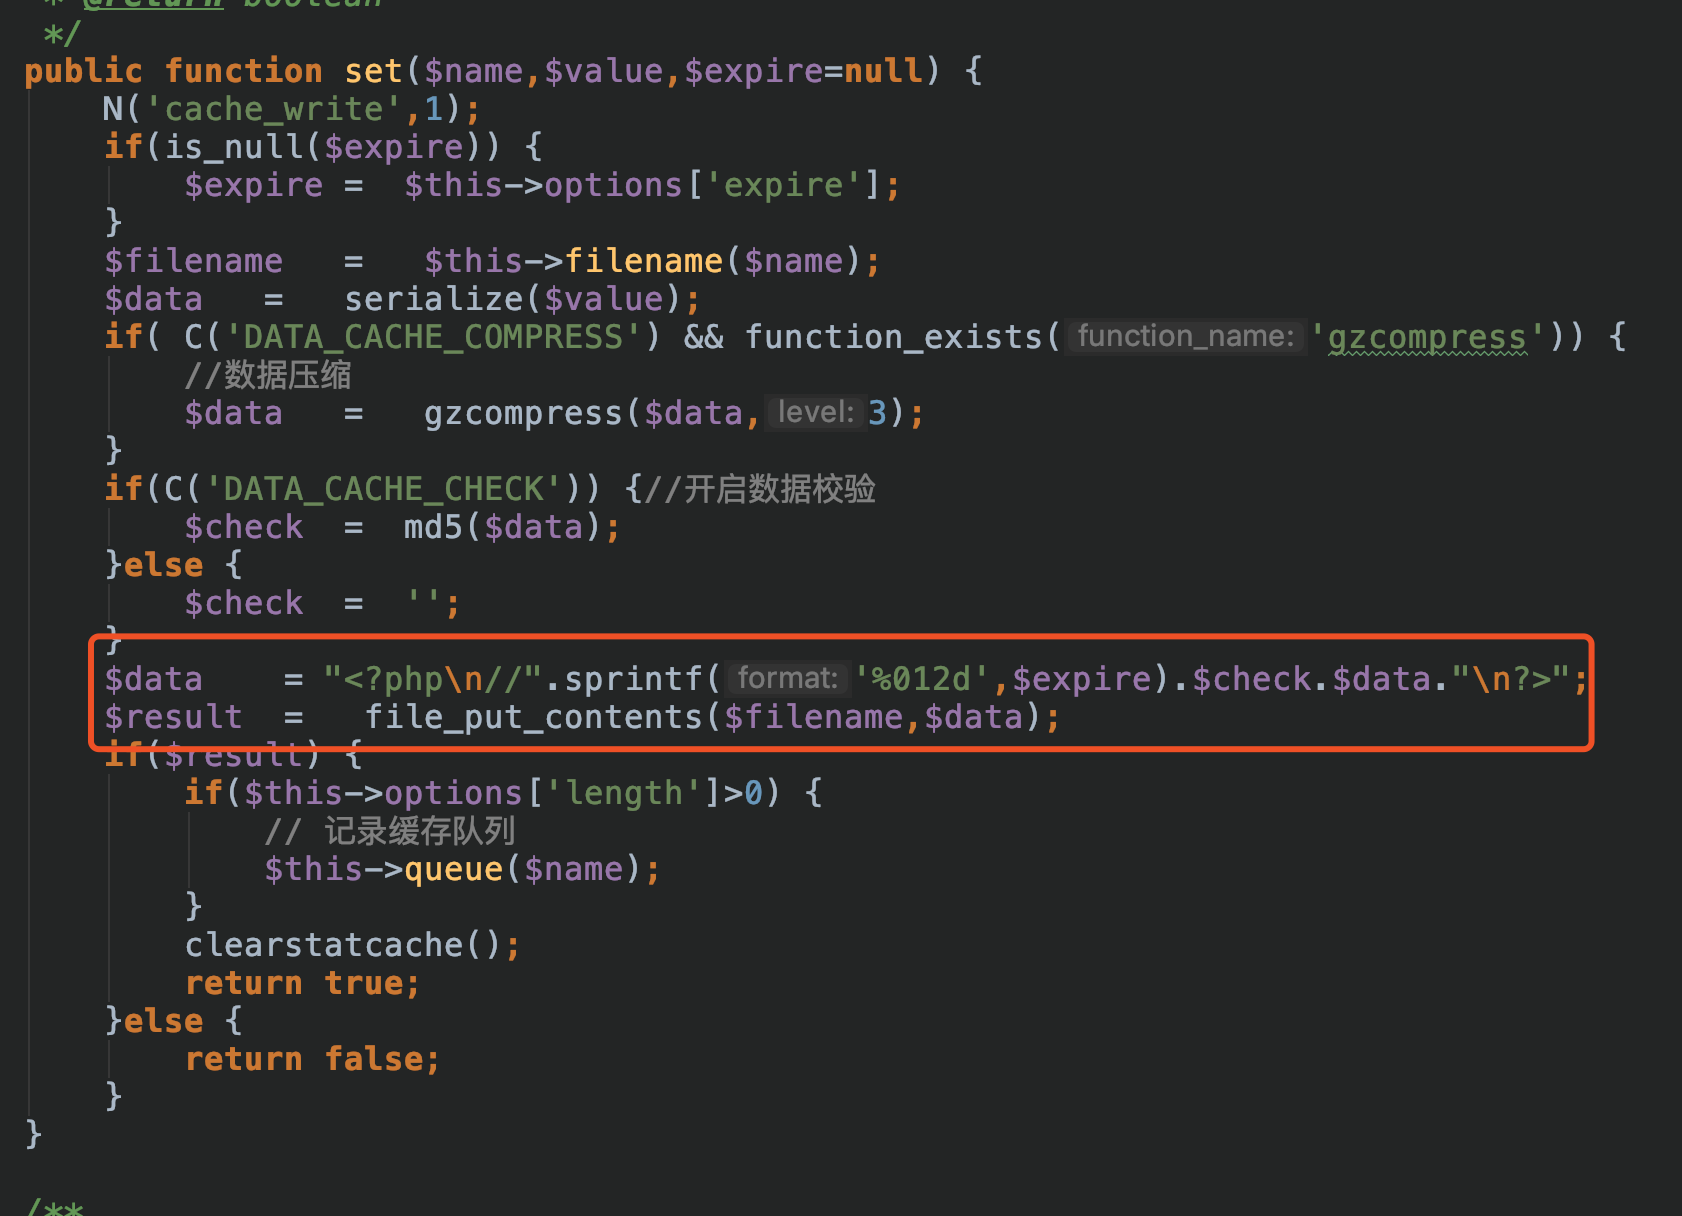 * @return boolean
*/
public function set($name,$value,$expire=null) {
N('cache_write',1);
if(is_null($expire)) {
$expire =  $this->options['expire'];
}
$filename   =   $this->filename($name);
$data   =   serialize($value);
if( C('DATA_CACHE_COMPRESS') && function_exists( function_name: 'gzcompress')) {
//数据压缩
$data   =   gzcompress($data, level: 3);
}
if(C('DATA_CACHE_CHECK')) {//开启数据校验
$check  =  md5($data);
}else {
$check  =  '';
}
$data    = "<?php\n//".sprintf( format: '%012d',$expire).$check.$data."\n?>";
$result  =   file_put_contents($filename,$data);
if($result) {
if($this->options['length']>0) {
// 记录缓存队列
$this->queue($name);
}
clearstatcache();
return true;
}else {
return false;
}
}
/**